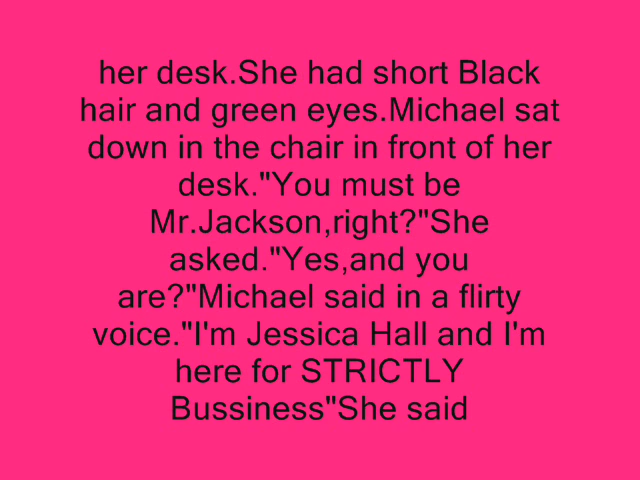 her desk.She had short Black
hair and green eyes.Michael sat
down in the chair in front of her
desk."You must be
Mr.Jackson,right?"She
asked."Yes,and you
are?"Michael said in a flirty
voice."I'm Jessica Hall and I'm
here for STRICTLY
Bussiness"She said